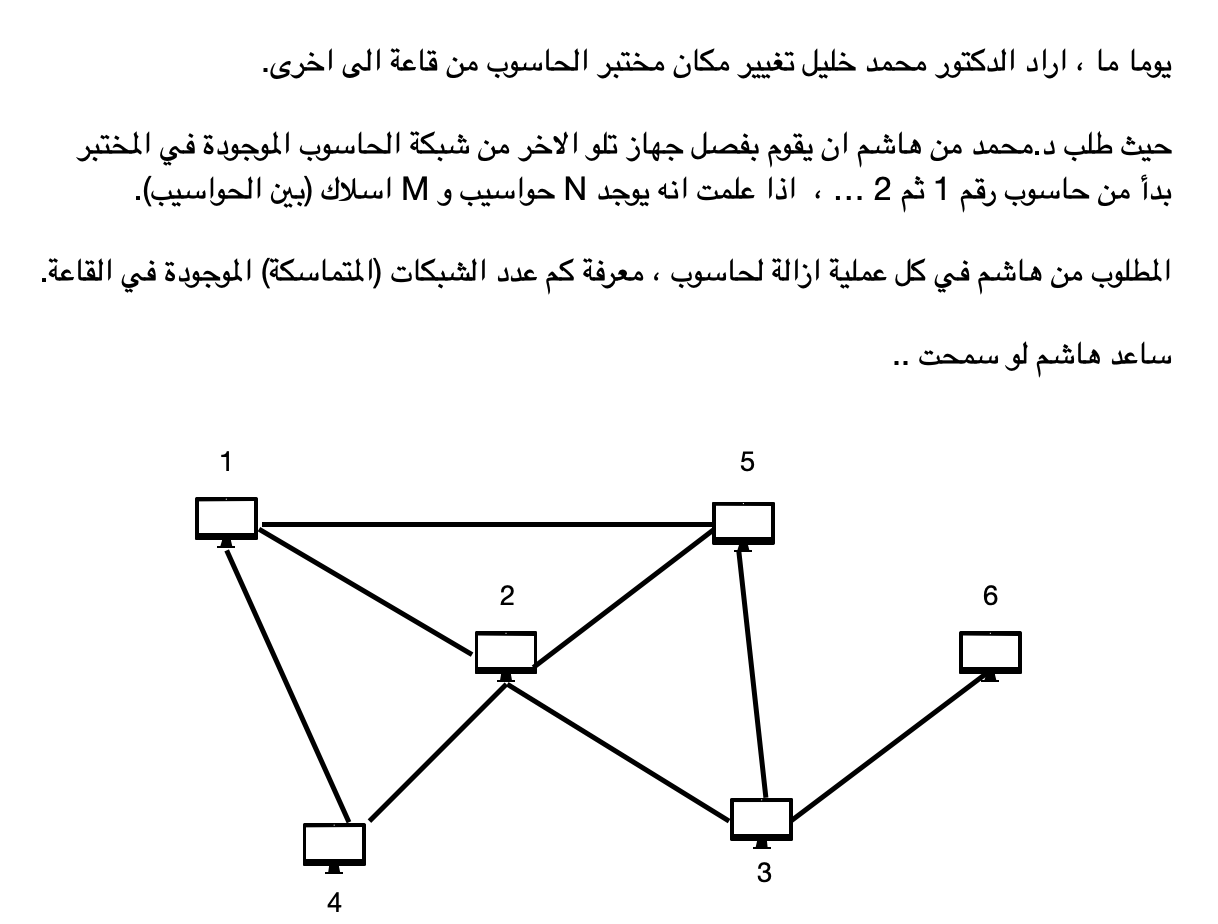 يوما ما ، اراد الدكتور محمد خليل تغيير مكان مختبر الحاسوب من قاعة الى اخرى.
حيث طلب د.محمد من هاشم ان يقوم بفصل جهاز تلو الاخر من شبكة الحاسوب الموجودة في المختبر
بدأ من حاسوب رقم 1 ثم 2 ... ، اذا علمت انه يوجد N حواسيب و M اسلاك (بين الحواسيب).
المطلوب من هاشم في كل عملية ازالة لحاسوب ، معرفة كم عدد الشبكات (المتماسكة) الموجودة في القاعة.
ساعد هاشم لو سمحت ..
1
5
2
6
3
4